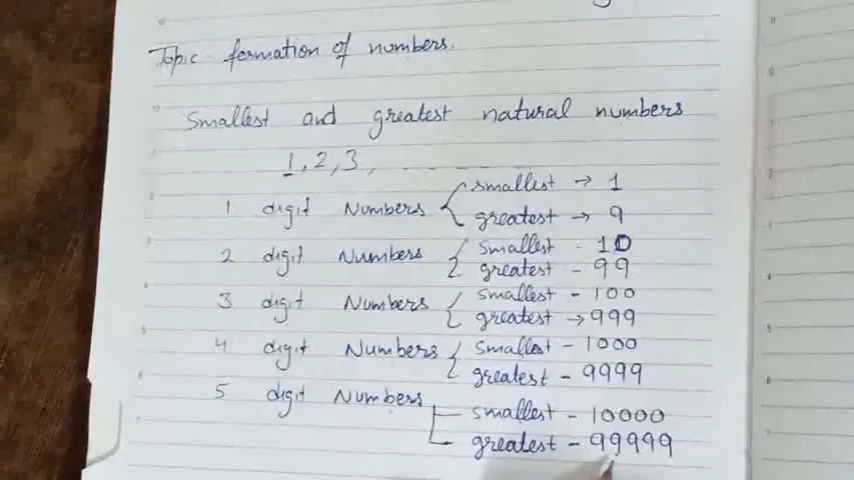 Topic - formation of numbers.
Smallest and greatest natural numbers
1, 2, 3, - - - - - - - -
1 digit Numbers smallest → 1
greatest → 9
2 digit Numbers smallest - 10
greatest - 99
3 digit Numbers smallest - 100
greatest → 999
4 digit Numbers smallest - 1000
greatest - 9999
5 digit Numbers
smallest - 10000
greatest - 99999